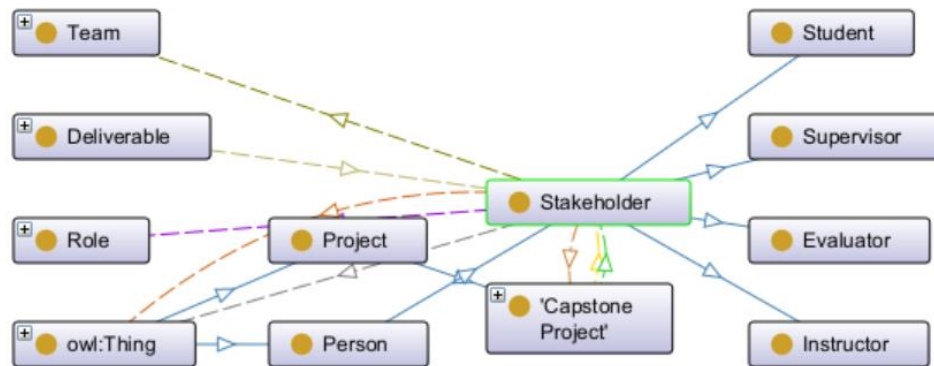 Team
Student
Deliverable
Supervisor
Stakeholder
Role
Project
Evaluator
'Capstone
Project'
owl:Thing
Person
Instructor